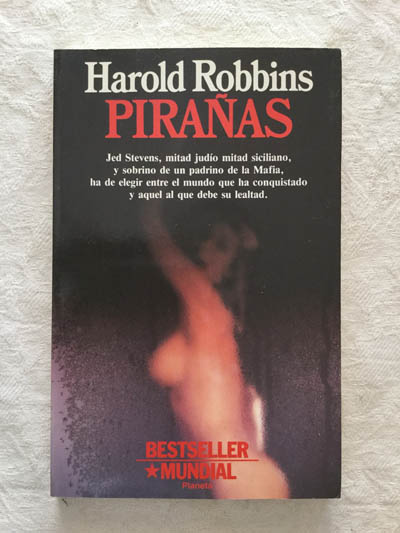 Harold Robbins
PIRAÑAS
Jed Stevens, mitad judío mitad siciliano,
y sobrino de un padrino de la Mafia,
ha de elegir entre el mundo que ha conquistado
y aquel al que debe su lealtad.
BESTSELLER
★MUNDIAL
Planeta